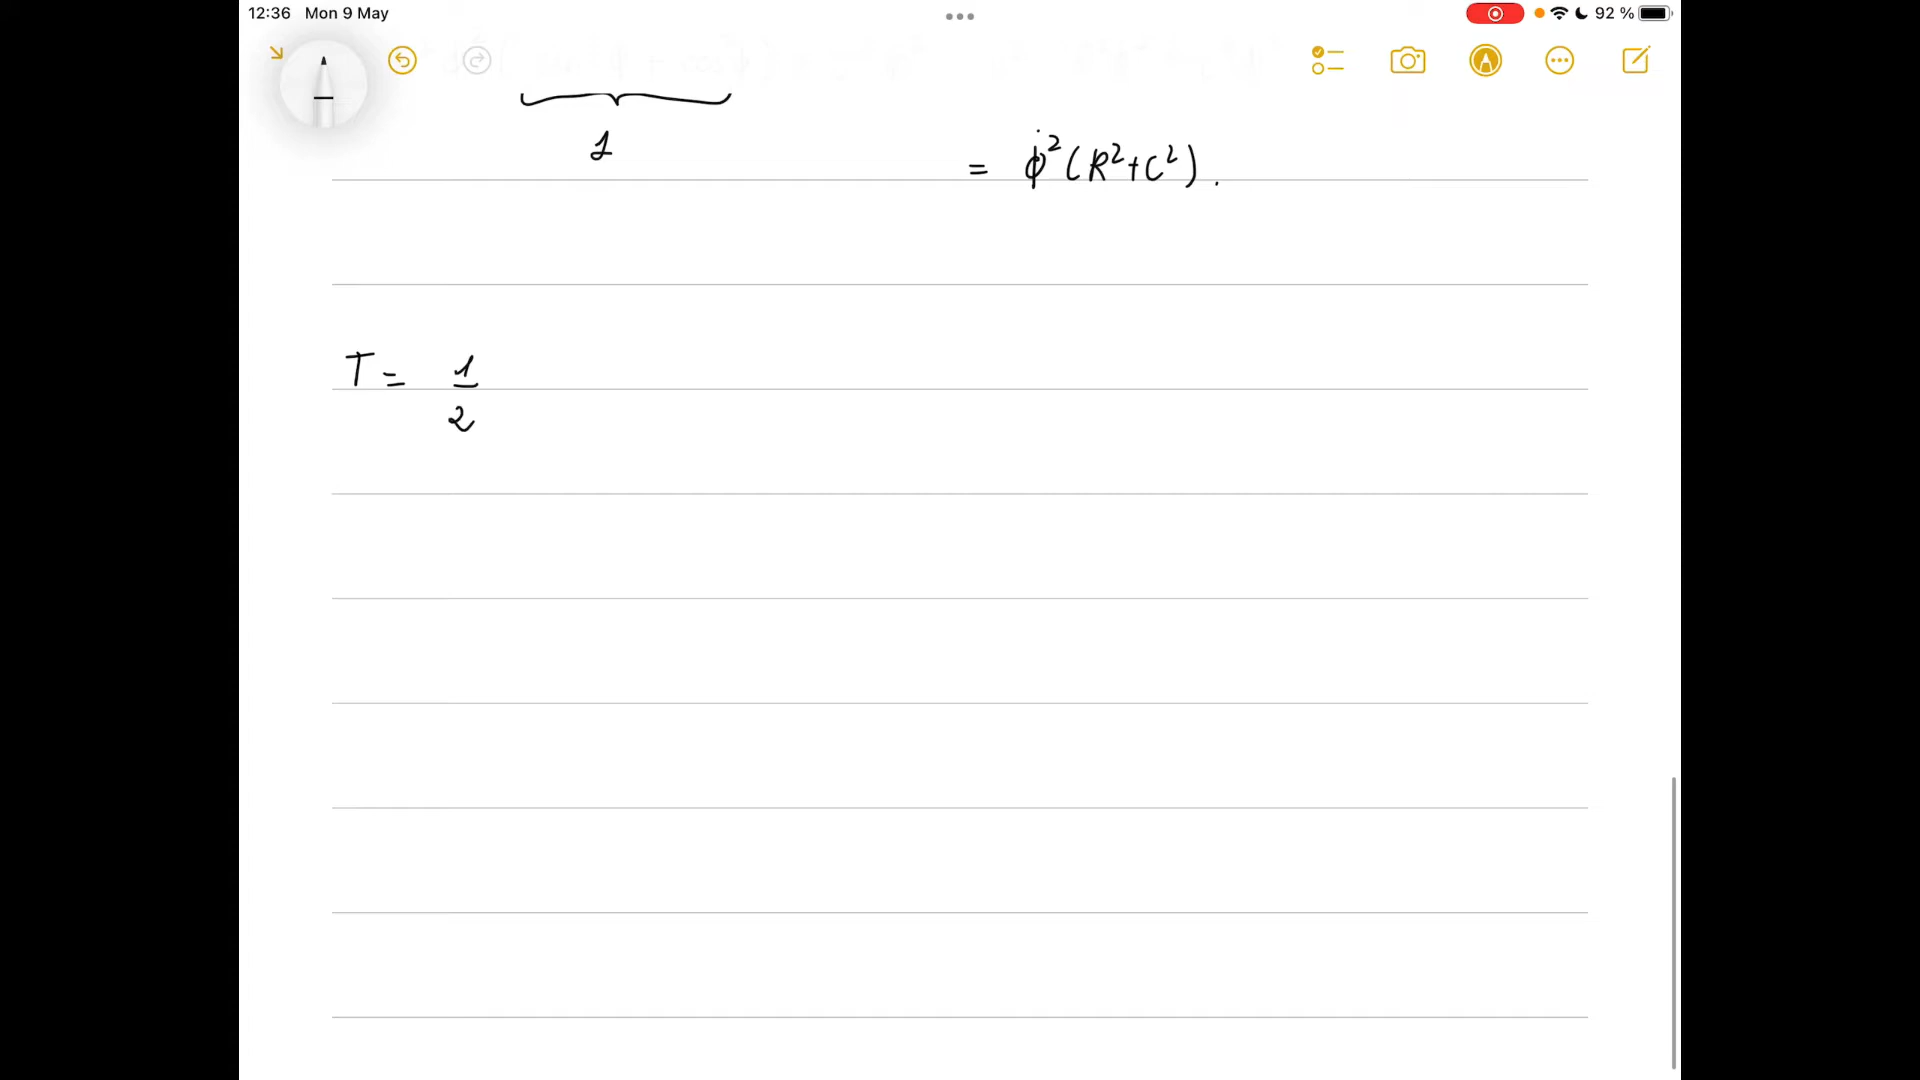 12:36 Mon 9 May 92 %
1
= ϕ̇²(R²+C²).
T = 1/2